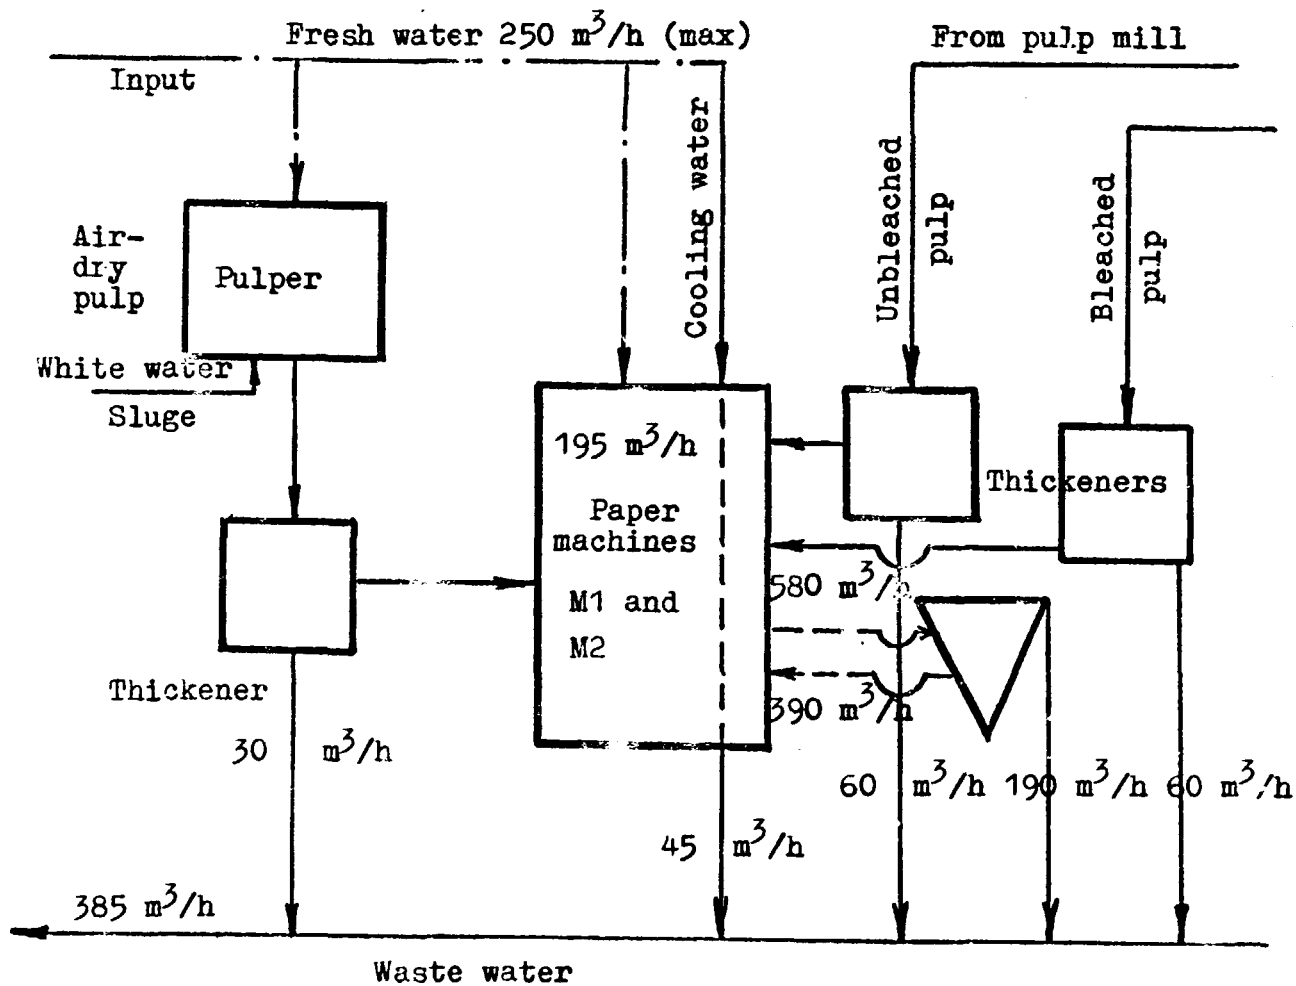 Fresh water 250 m³/h (max)
From pulp mill
Input
Cooling water
Unbleached
pulp
Bleached
pulp
Air-
dry
pulp
Pulper
White water
Sluge
195 m³/h
Paper
machines
M1 and
M2
Thickeners
580 m³/h
390 m³/h
Thickener
30 m³/h
60 m³/h
190 m³/h
60 m³/h
45 m³/h
385 m³/h
Waste water